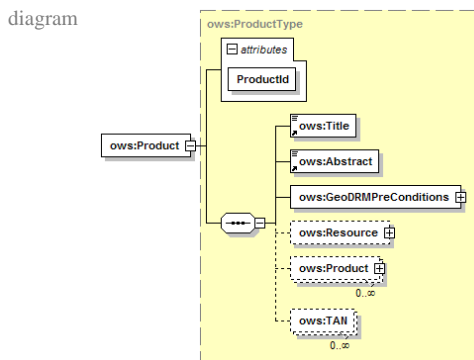 diagram
ows:ProductType
attributes
ProductId
ows:Product
ows:Title
ows:Abstract
ows:GeoDRMPreConditions
ows:Resource
ows:Product
0..∞
ows:TAN
0..∞